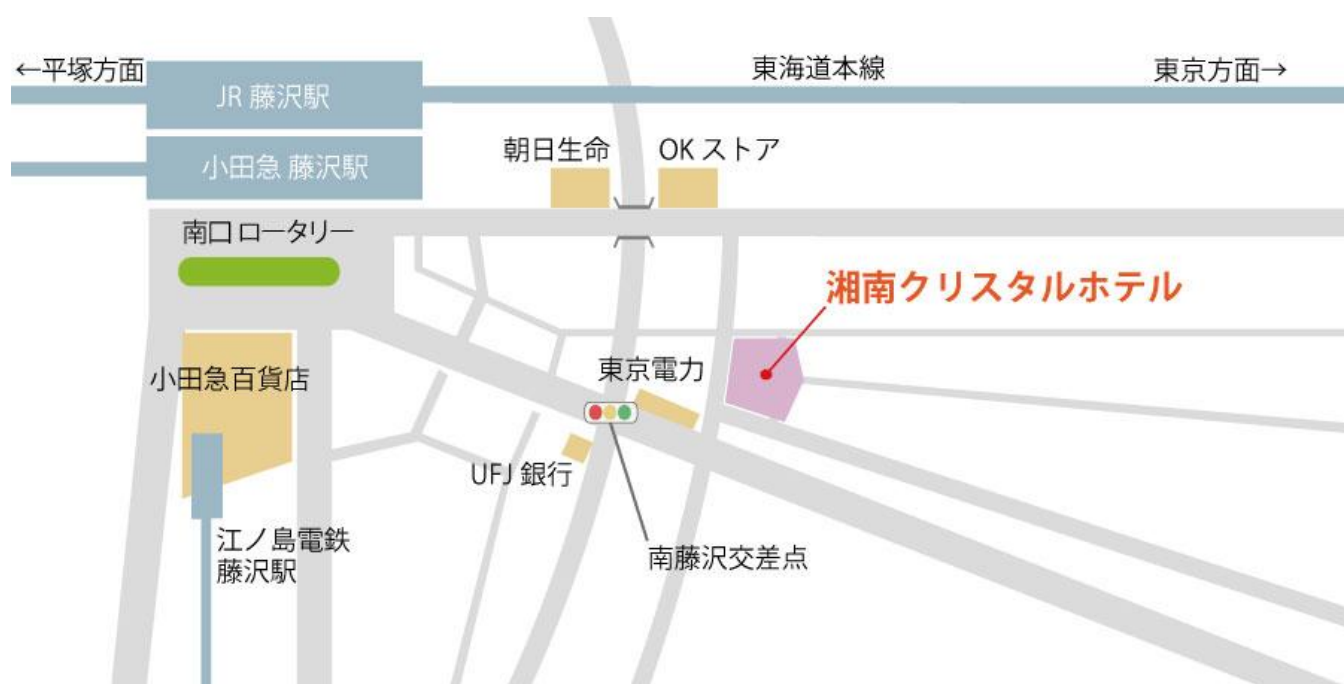 ←平塚方面
東海道本線
東京方面→
JR 藤沢駅
小田急 藤沢駅
朝日生命
OK ストア
南口 ロータリー
湘南クリスタルホテル
小田急百貨店
東京電力
UFJ 銀行
江ノ島電鉄
藤沢駅
南藤沢交差点